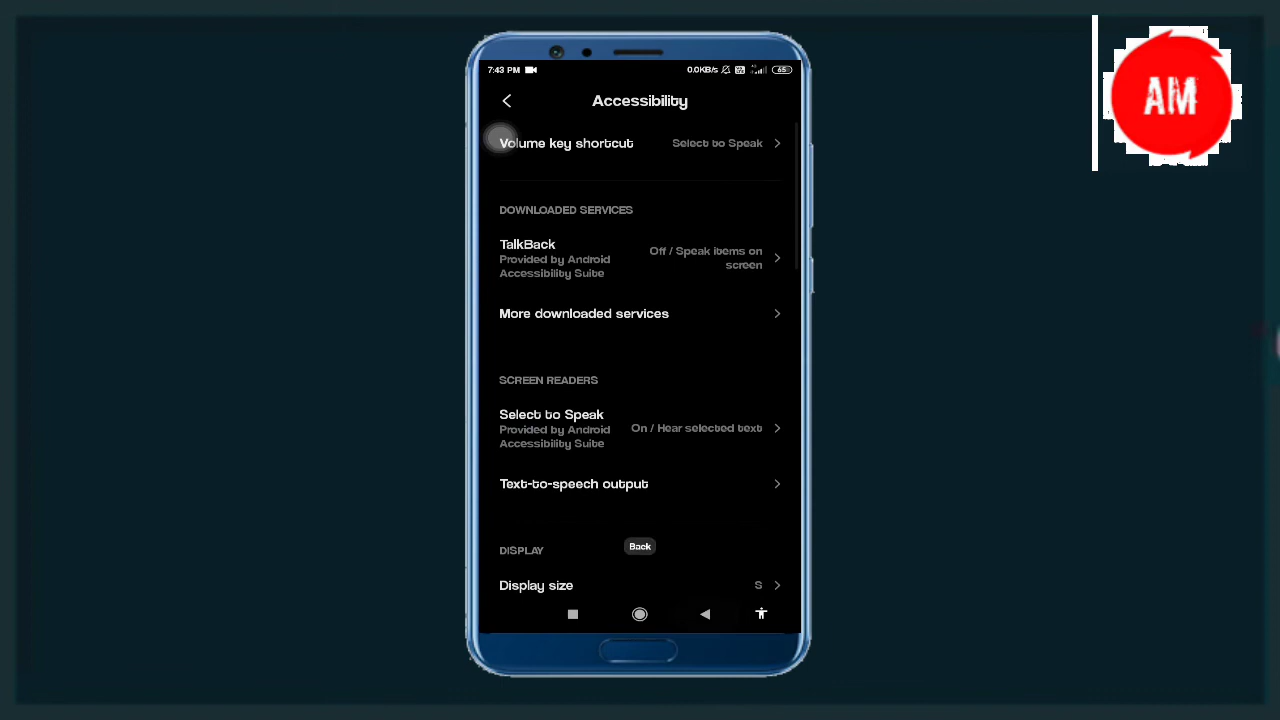 AM
7:43 PM 0.0KB/s 65
Accessibility
Volume key shortcut Select to Speak
DOWNLOADED SERVICES
TalkBack
Provided by Android
Accessibility Suite
Off / Speak items on
screen
More downloaded services
SCREEN READERS
Select to Speak
Provided by Android
Accessibility Suite
On / Hear selected text
Text-to-speech output
DISPLAY
Back
Display size S